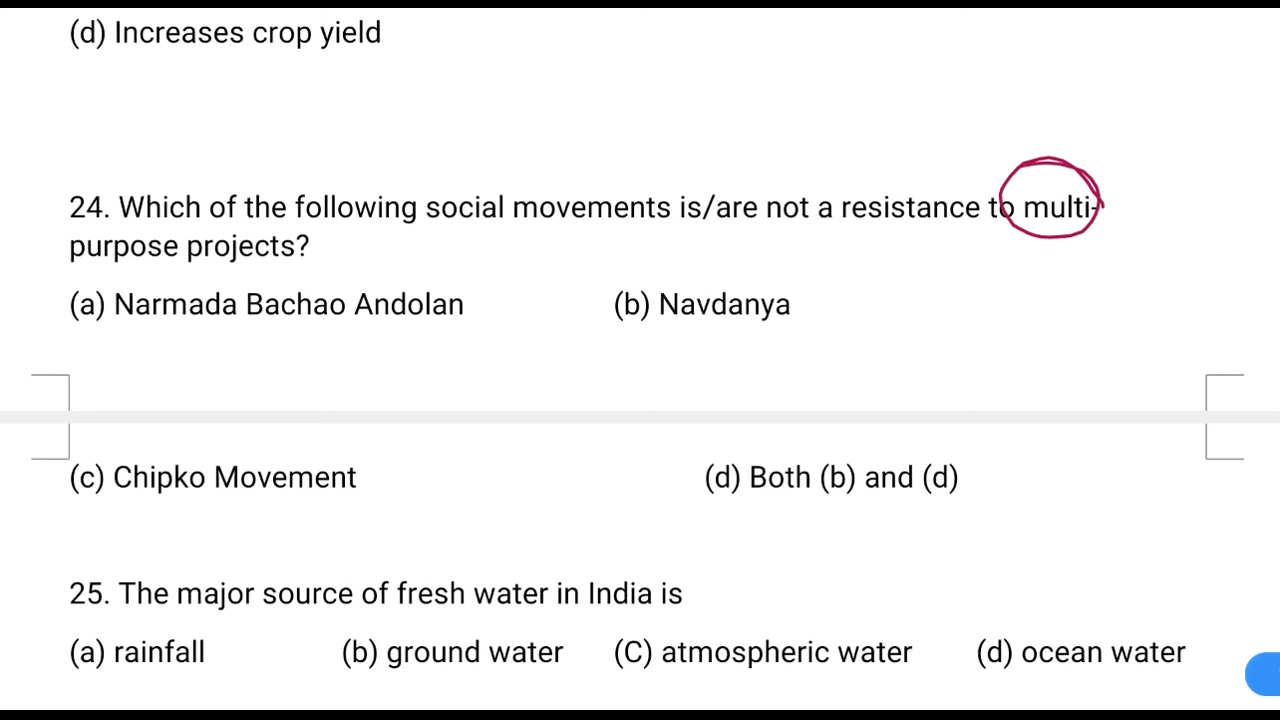 (d) Increases crop yield
24. Which of the following social movements is/are not a resistance to multi-
purpose projects?
(a) Narmada Bachao Andolan (b) Navdanya
(c) Chipko Movement (d) Both (b) and (d)
25. The major source of fresh water in India is
(a) rainfall (b) ground water (C) atmospheric water (d) ocean water